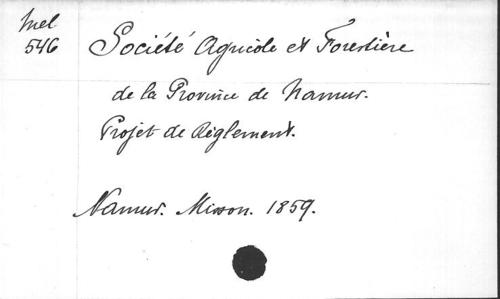 Mel
546
Société Agricole et Forestière
de la Province de Namur.
Projet de Règlement.
Namur. Misson. 1859.